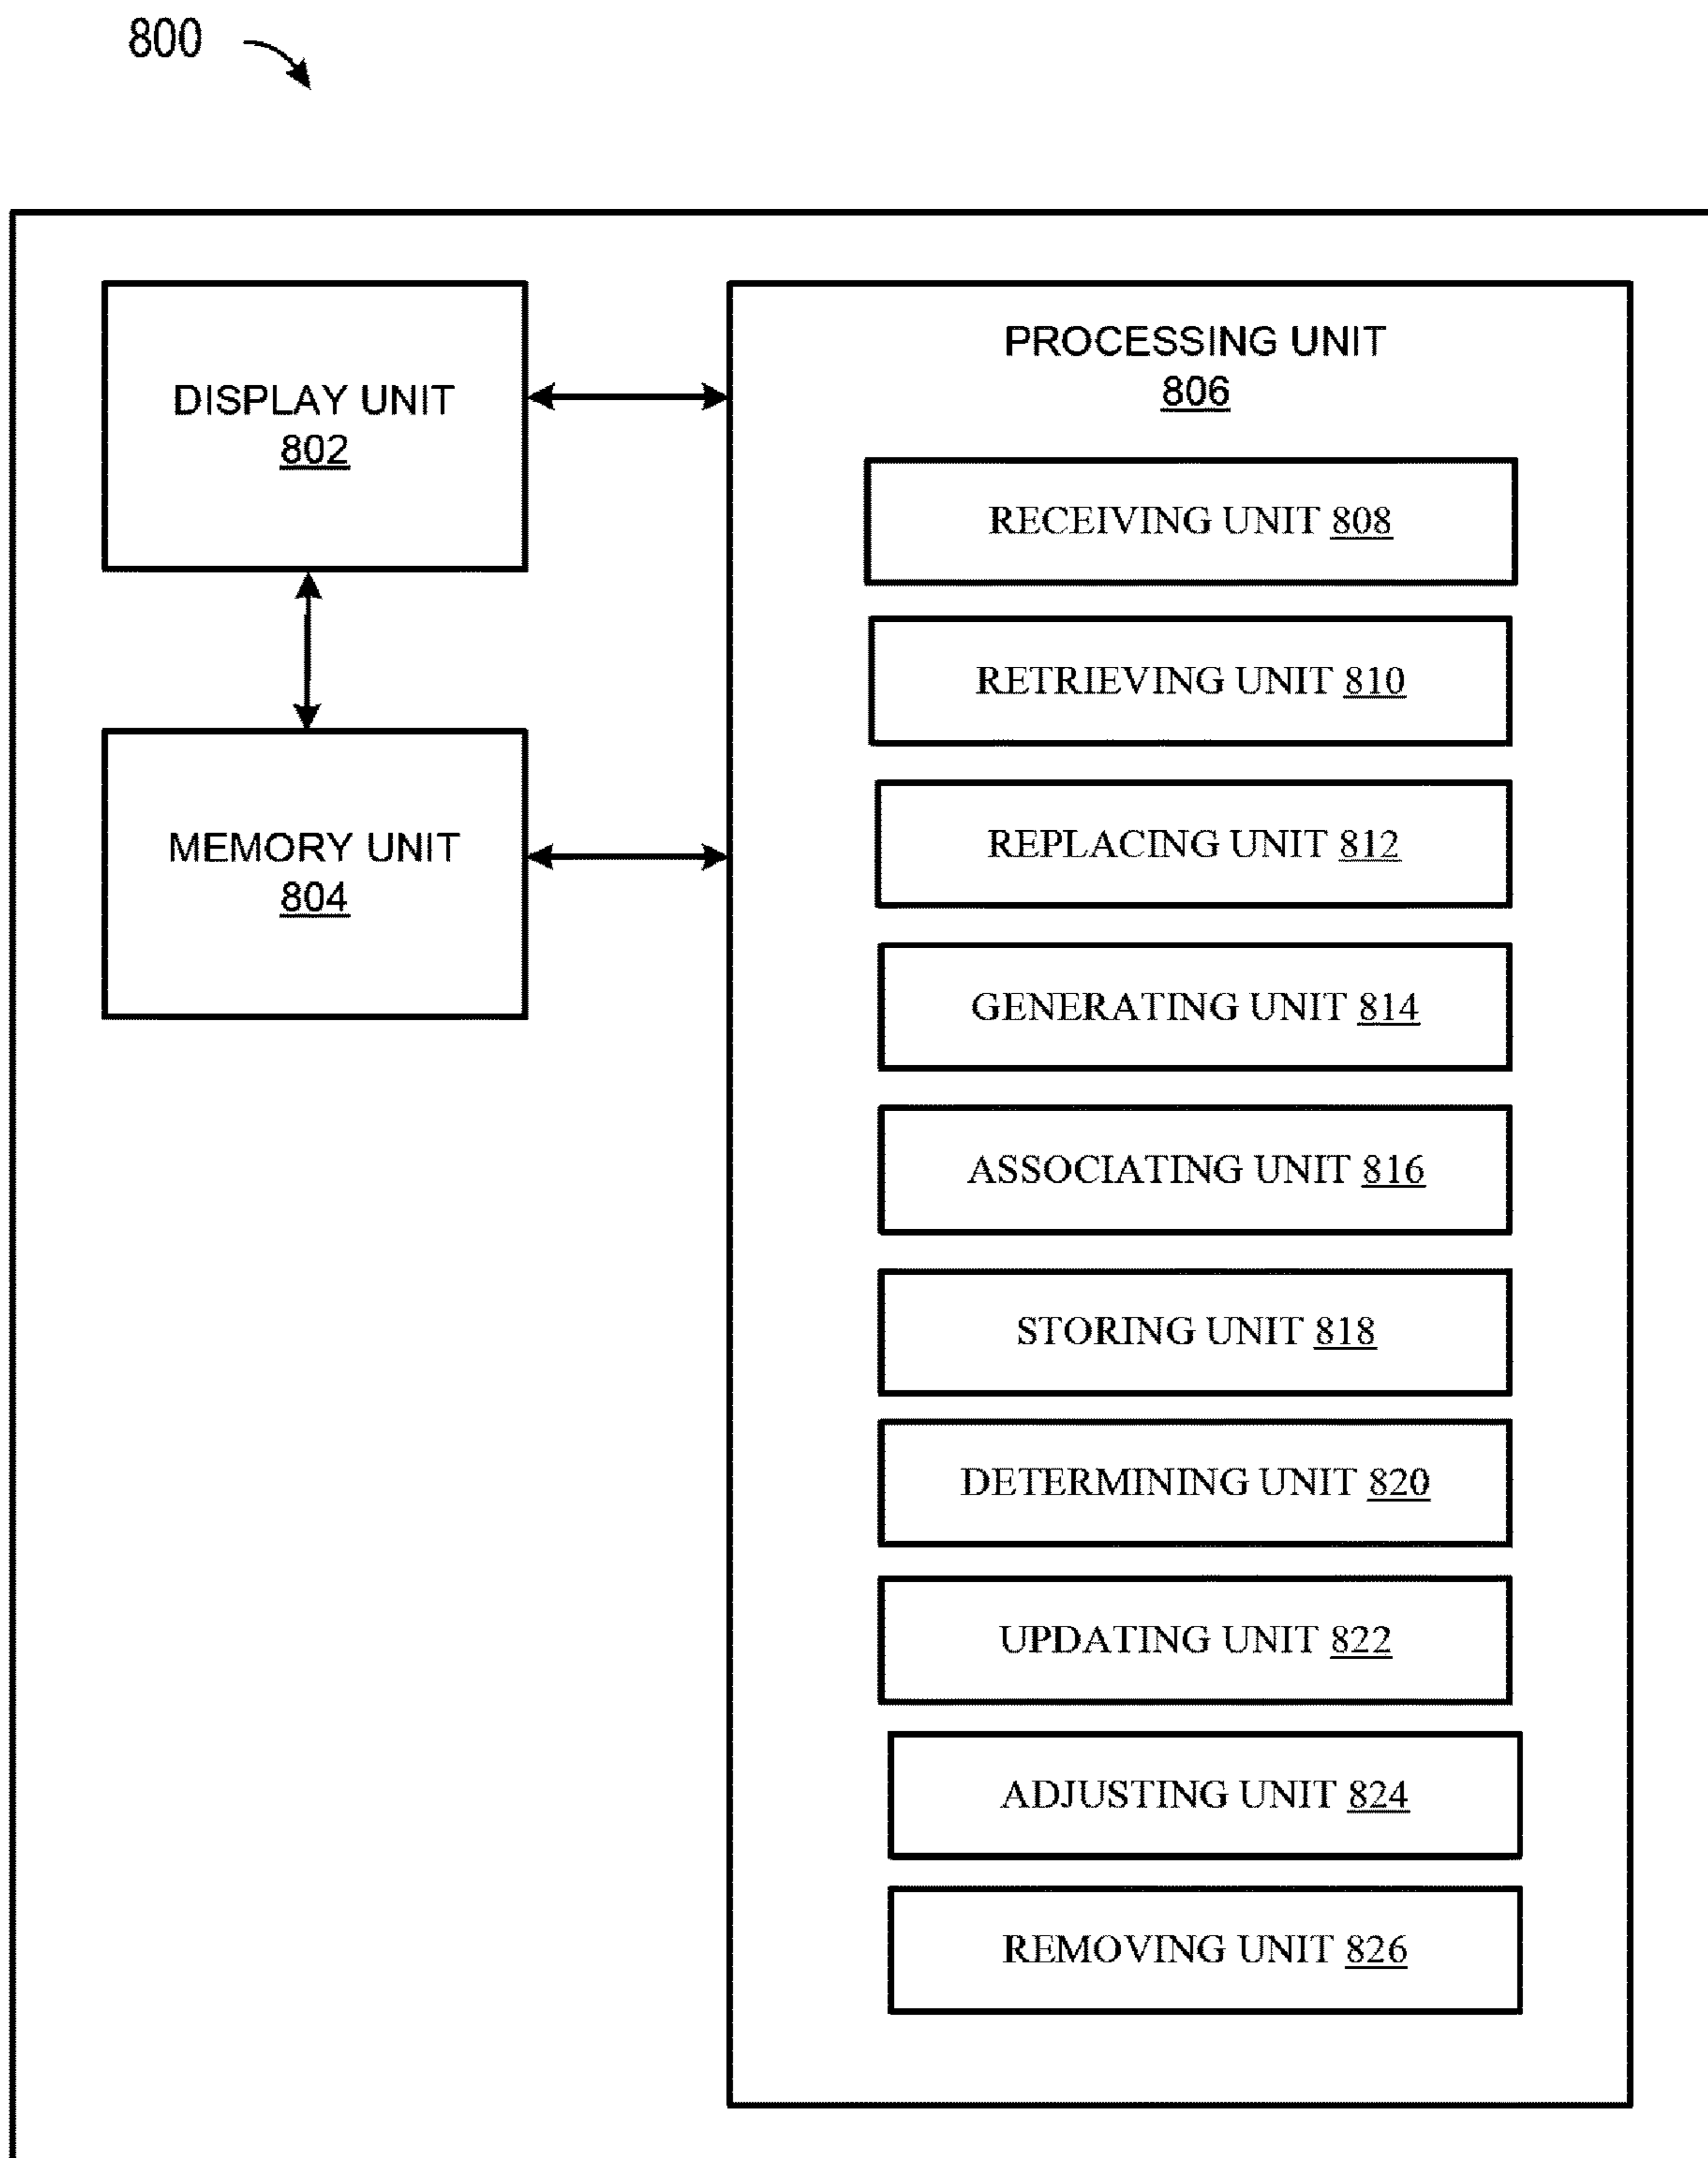 800
DISPLAY UNIT
802
MEMORY UNIT
804
PROCESSING UNIT
806
RECEIVING UNIT 808
RETRIEVING UNIT 810
REPLACING UNIT 812
GENERATING UNIT 814
ASSOCIATING UNIT 816
STORING UNIT 818
DETERMINING UNIT 820
UPDATING UNIT 822
ADJUSTING UNIT 824
REMOVING UNIT 826